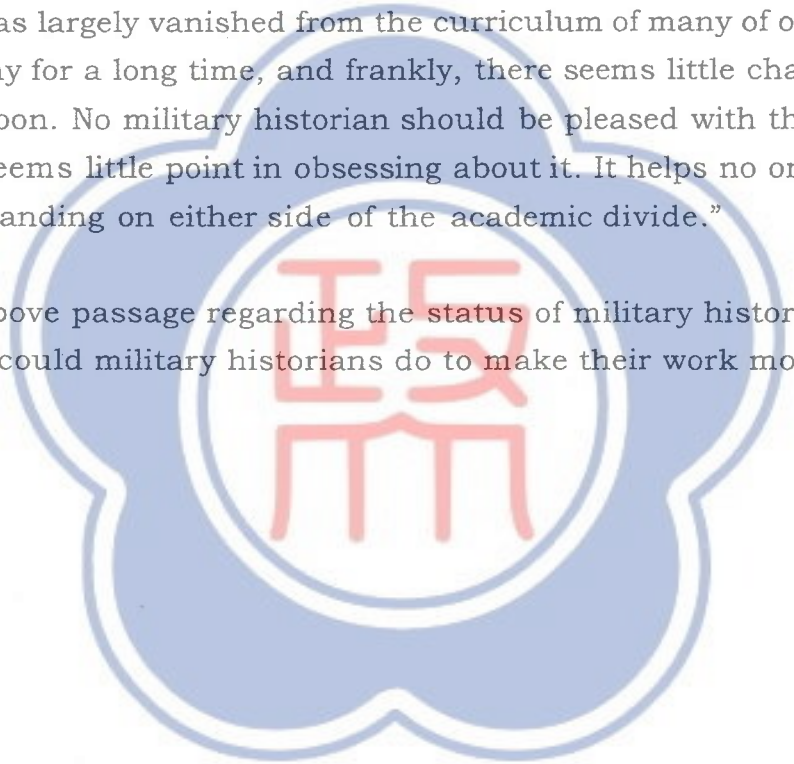 as largely vanished from the curriculum of many of o
y for a long time, and frankly, there seems little cha
oon. No military historian should be pleased with th
eems little point in obsessing about it. It helps no or
anding on either side of the academic divide.”
bove passage regarding the status of military histor
could military historians do to make their work mo
政大